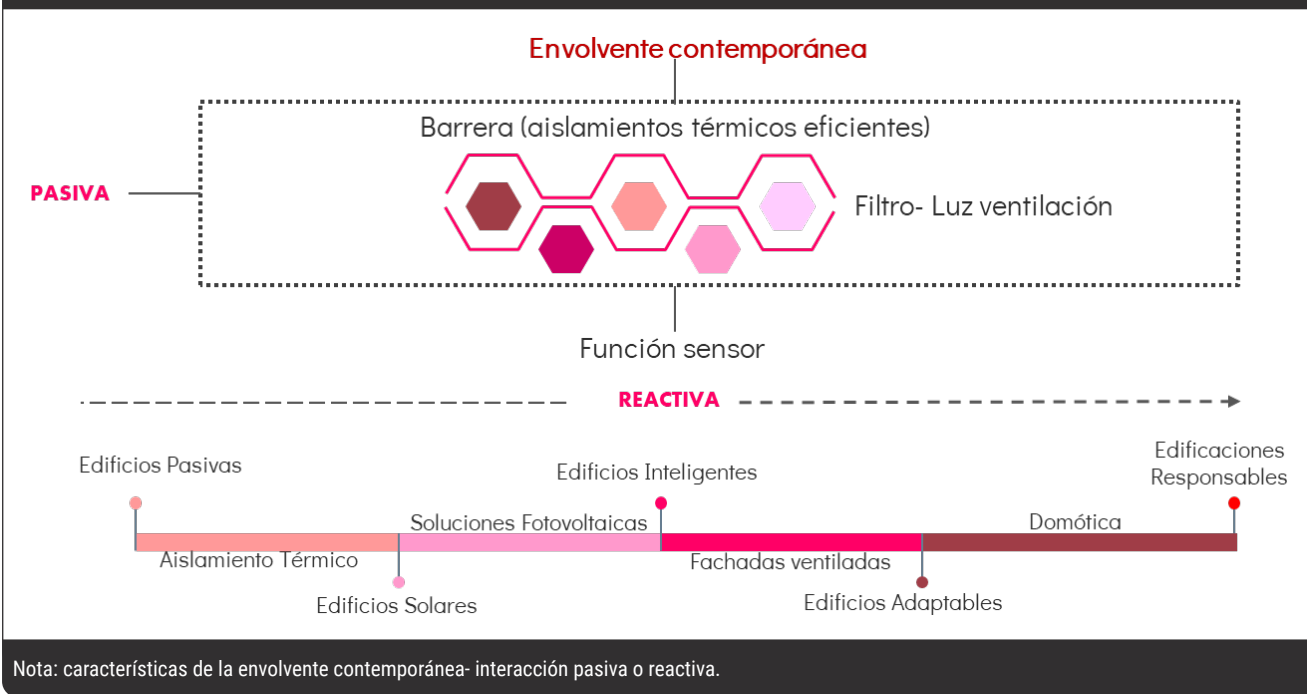 Envolvente contemporánea
Barrera (aislamientos térmicos eficientes)
PASIVA
Filtro- Luz ventilación
Función sensor
REACTIVA
Edificios Pasivas
Edificios Inteligentes
Edificaciones
Responsables
Soluciones Fotovoltaicas
Domótica
Aislamiento Térmico
Fachadas ventiladas
Edificios Solares
Edificios Adaptables
Nota: características de la envolvente contemporánea- interacción pasiva o reactiva.